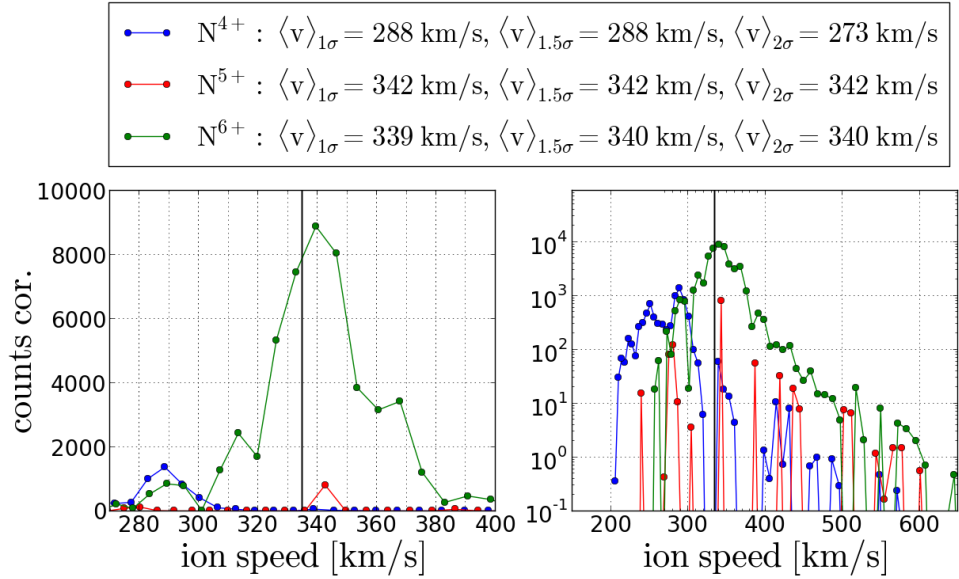 N⁴⁺ : ⟨v⟩₁σ = 288 km/s, ⟨v⟩₁.₅σ = 288 km/s, ⟨v⟩₂σ = 273 km/s
N⁵⁺ : ⟨v⟩₁σ = 342 km/s, ⟨v⟩₁.₅σ = 342 km/s, ⟨v⟩₂σ = 342 km/s
N⁶⁺ : ⟨v⟩₁σ = 339 km/s, ⟨v⟩₁.₅σ = 340 km/s, ⟨v⟩₂σ = 340 km/s
counts cor.
10000
8000
6000
4000
2000
0
280 300 320 340 360 380 400
ion speed [km/s]
10⁴
10³
10²
10¹
10⁰
10⁻¹
200 300 400 500 600
ion speed [km/s]